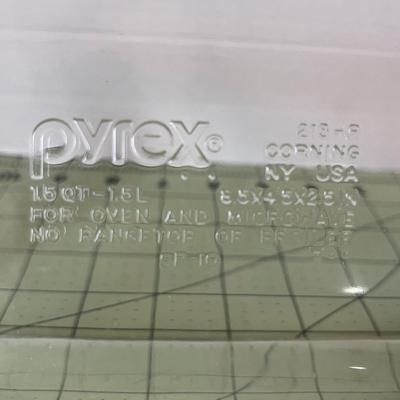 pyrex® 213-R
CORNING
NY USA
1.5 QT-1.5L 8.5X4.5X2.5 IN
FOR OVEN AND MICROWAVE
NO RANGETOP OR BROILER